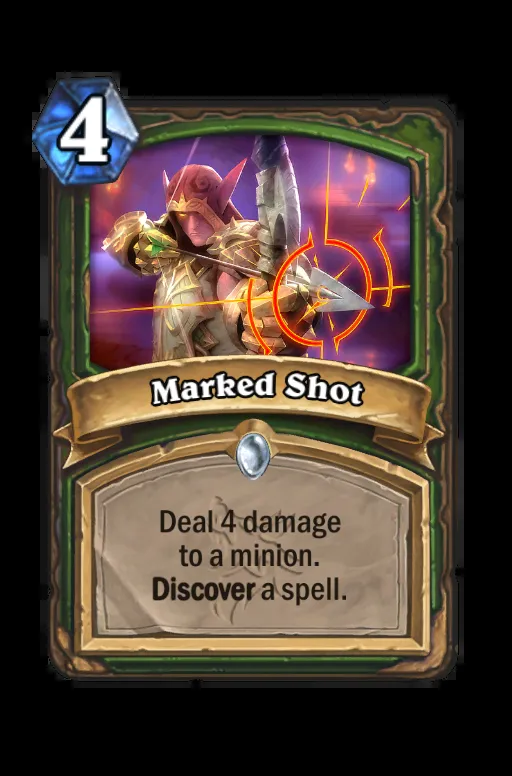 4
Marked Shot
Deal 4 damage
to a minion.
Discover a spell.